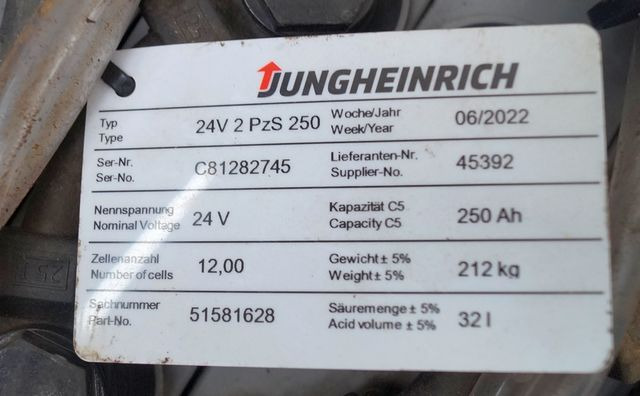 JUNGHEINRICH
Typ
Type
24V 2 PzS 250
Woche/Jahr
Week/Year
06/2022
Ser-Nr.
Ser-No.
C81282745
Lieferanten-Nr.
Supplier-No.
45392
Nennspannung
Nominal Voltage
24 V
Kapazität C5
Capacity C5
250 Ah
Zellenanzahl
Number of cells
12,00
Gewicht± 5%
Weight± 5%
212 kg
Sachnummer
Part-No.
51581628
Säuremenge ± 5%
Acid volume ± 5%
32 l